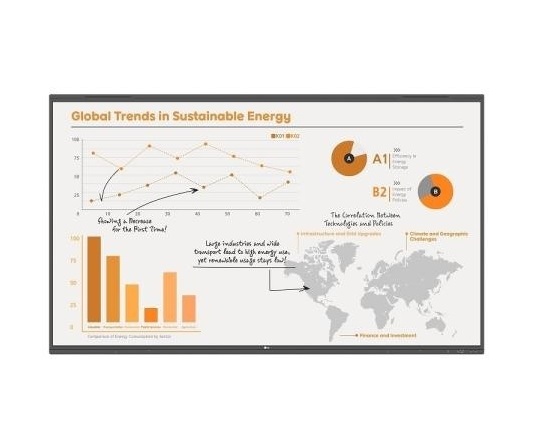 Global Trends in Sustainable Energy
K01 K02
100
75
50
25
0 10 20 30 40 50 60 70
Showing a Decrease
for the First Time!
A1
Efficiency in
Energy
Storage
B2
Impact of
Energy
Policies
A
B
The Correlation Between
Technologies and Policies
Infrastructure and Grid Upgrades
Climate and Geographic
Challenges
Large industries and wide
transport lead to high energy use,
yet renewable usage stays low!
100
75
50
25
0
Comparison of Energy Consumption by Sector
Finance and Investment
LG